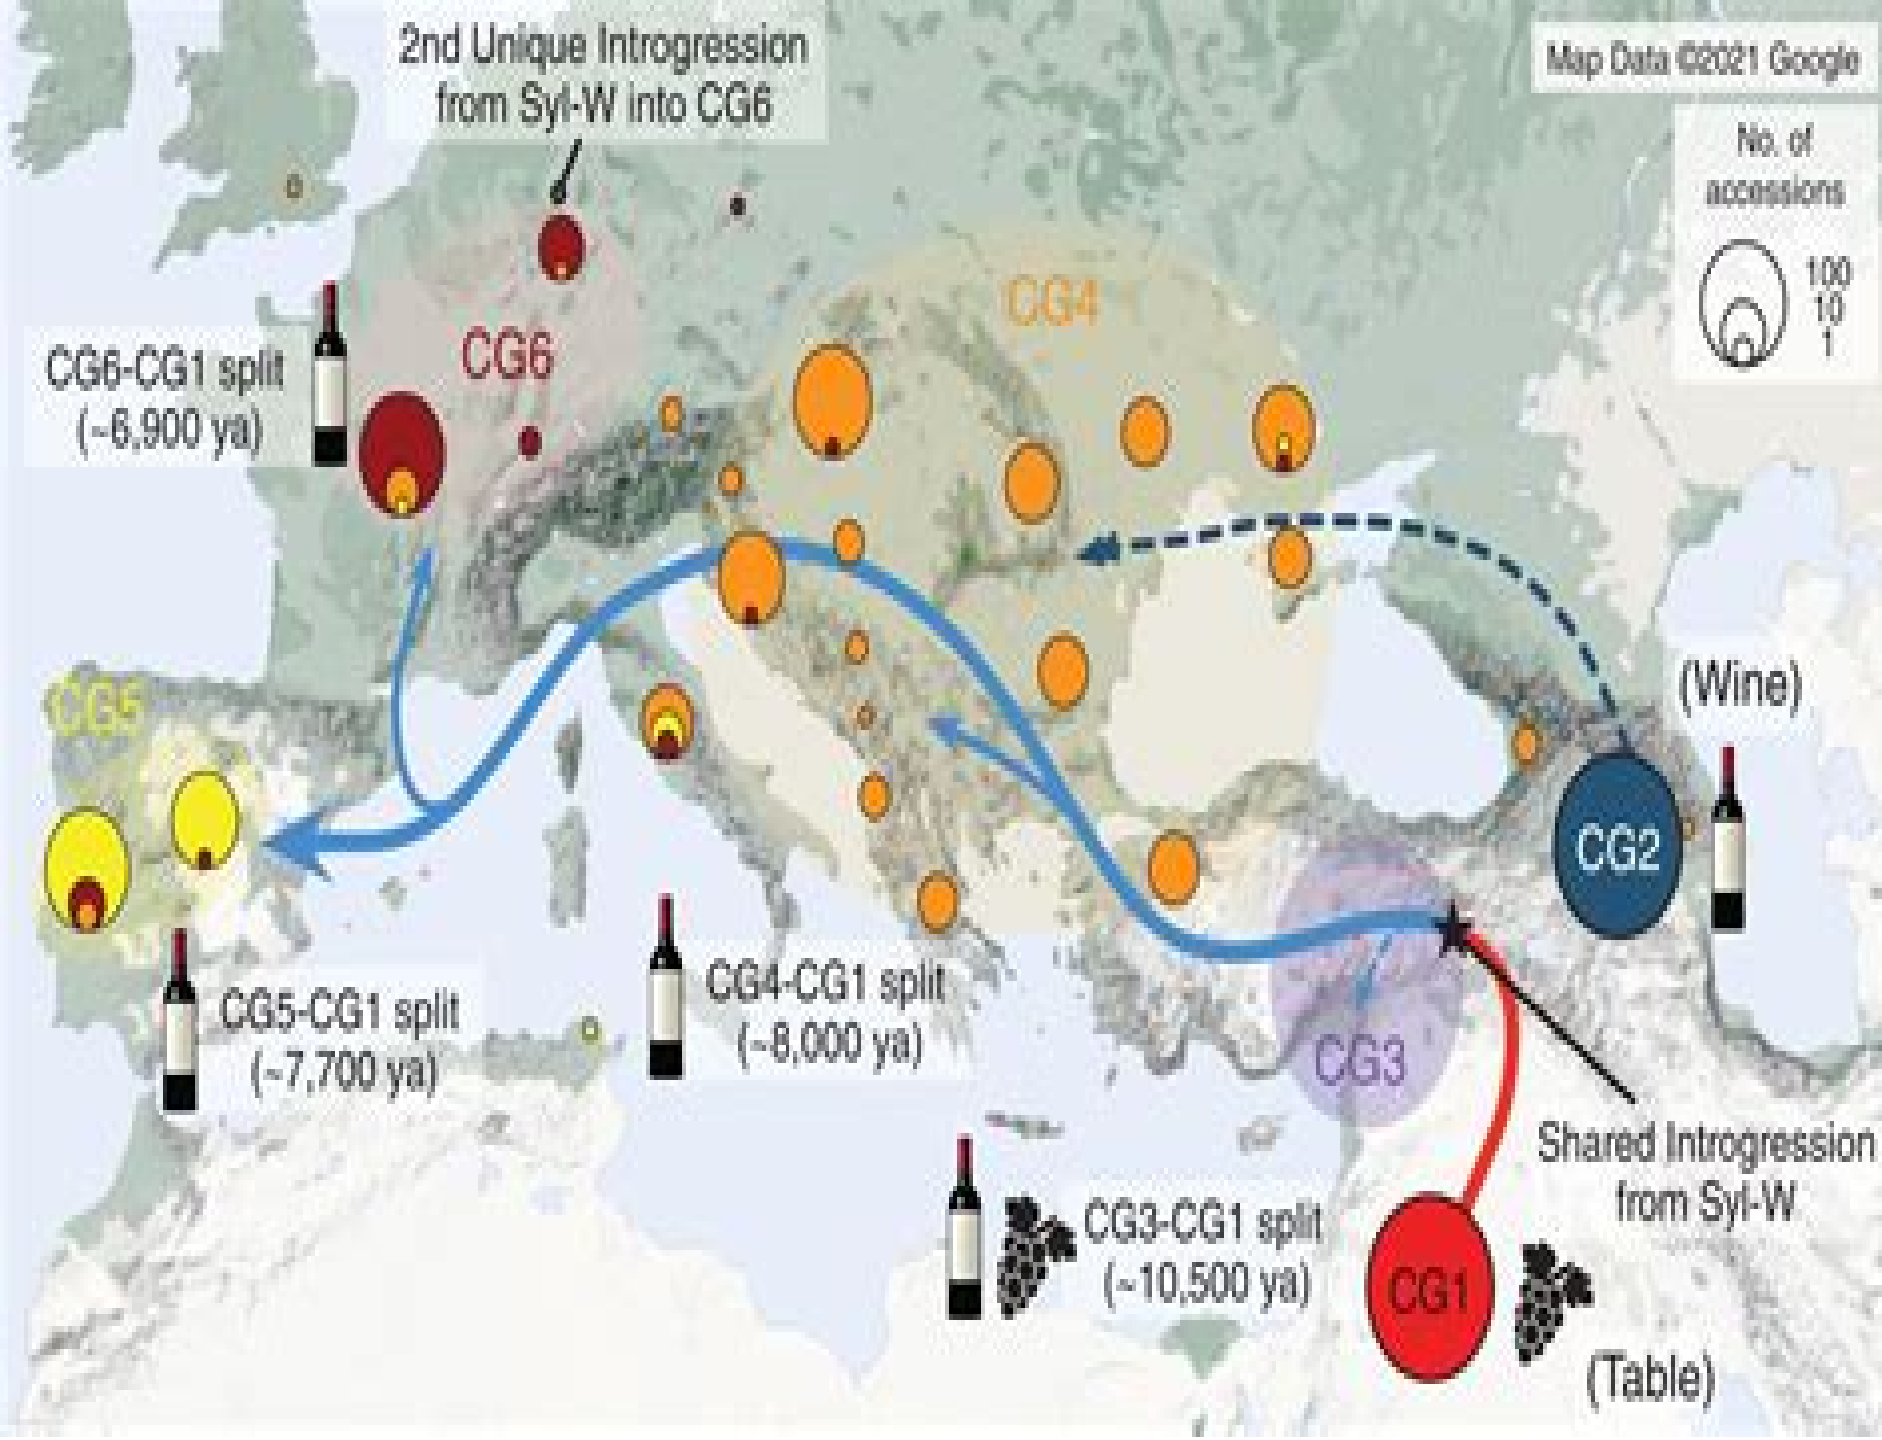 2nd Unique Introgression
from Syl-W into CG6
Map Data ©2021 Google
No. of
accessions
100
10
1
CG4
CG6
CG6-CG1 split
(~6,900 ya)
CG5
(Wine)
CG2
CG4-CG1 split
(~8,000 ya)
CG5-CG1 split
(~7,700 ya)
CG3
Shared Introgression
from Syl-W
CG3-CG1 split
(~10,500 ya)
CG1
(Table)